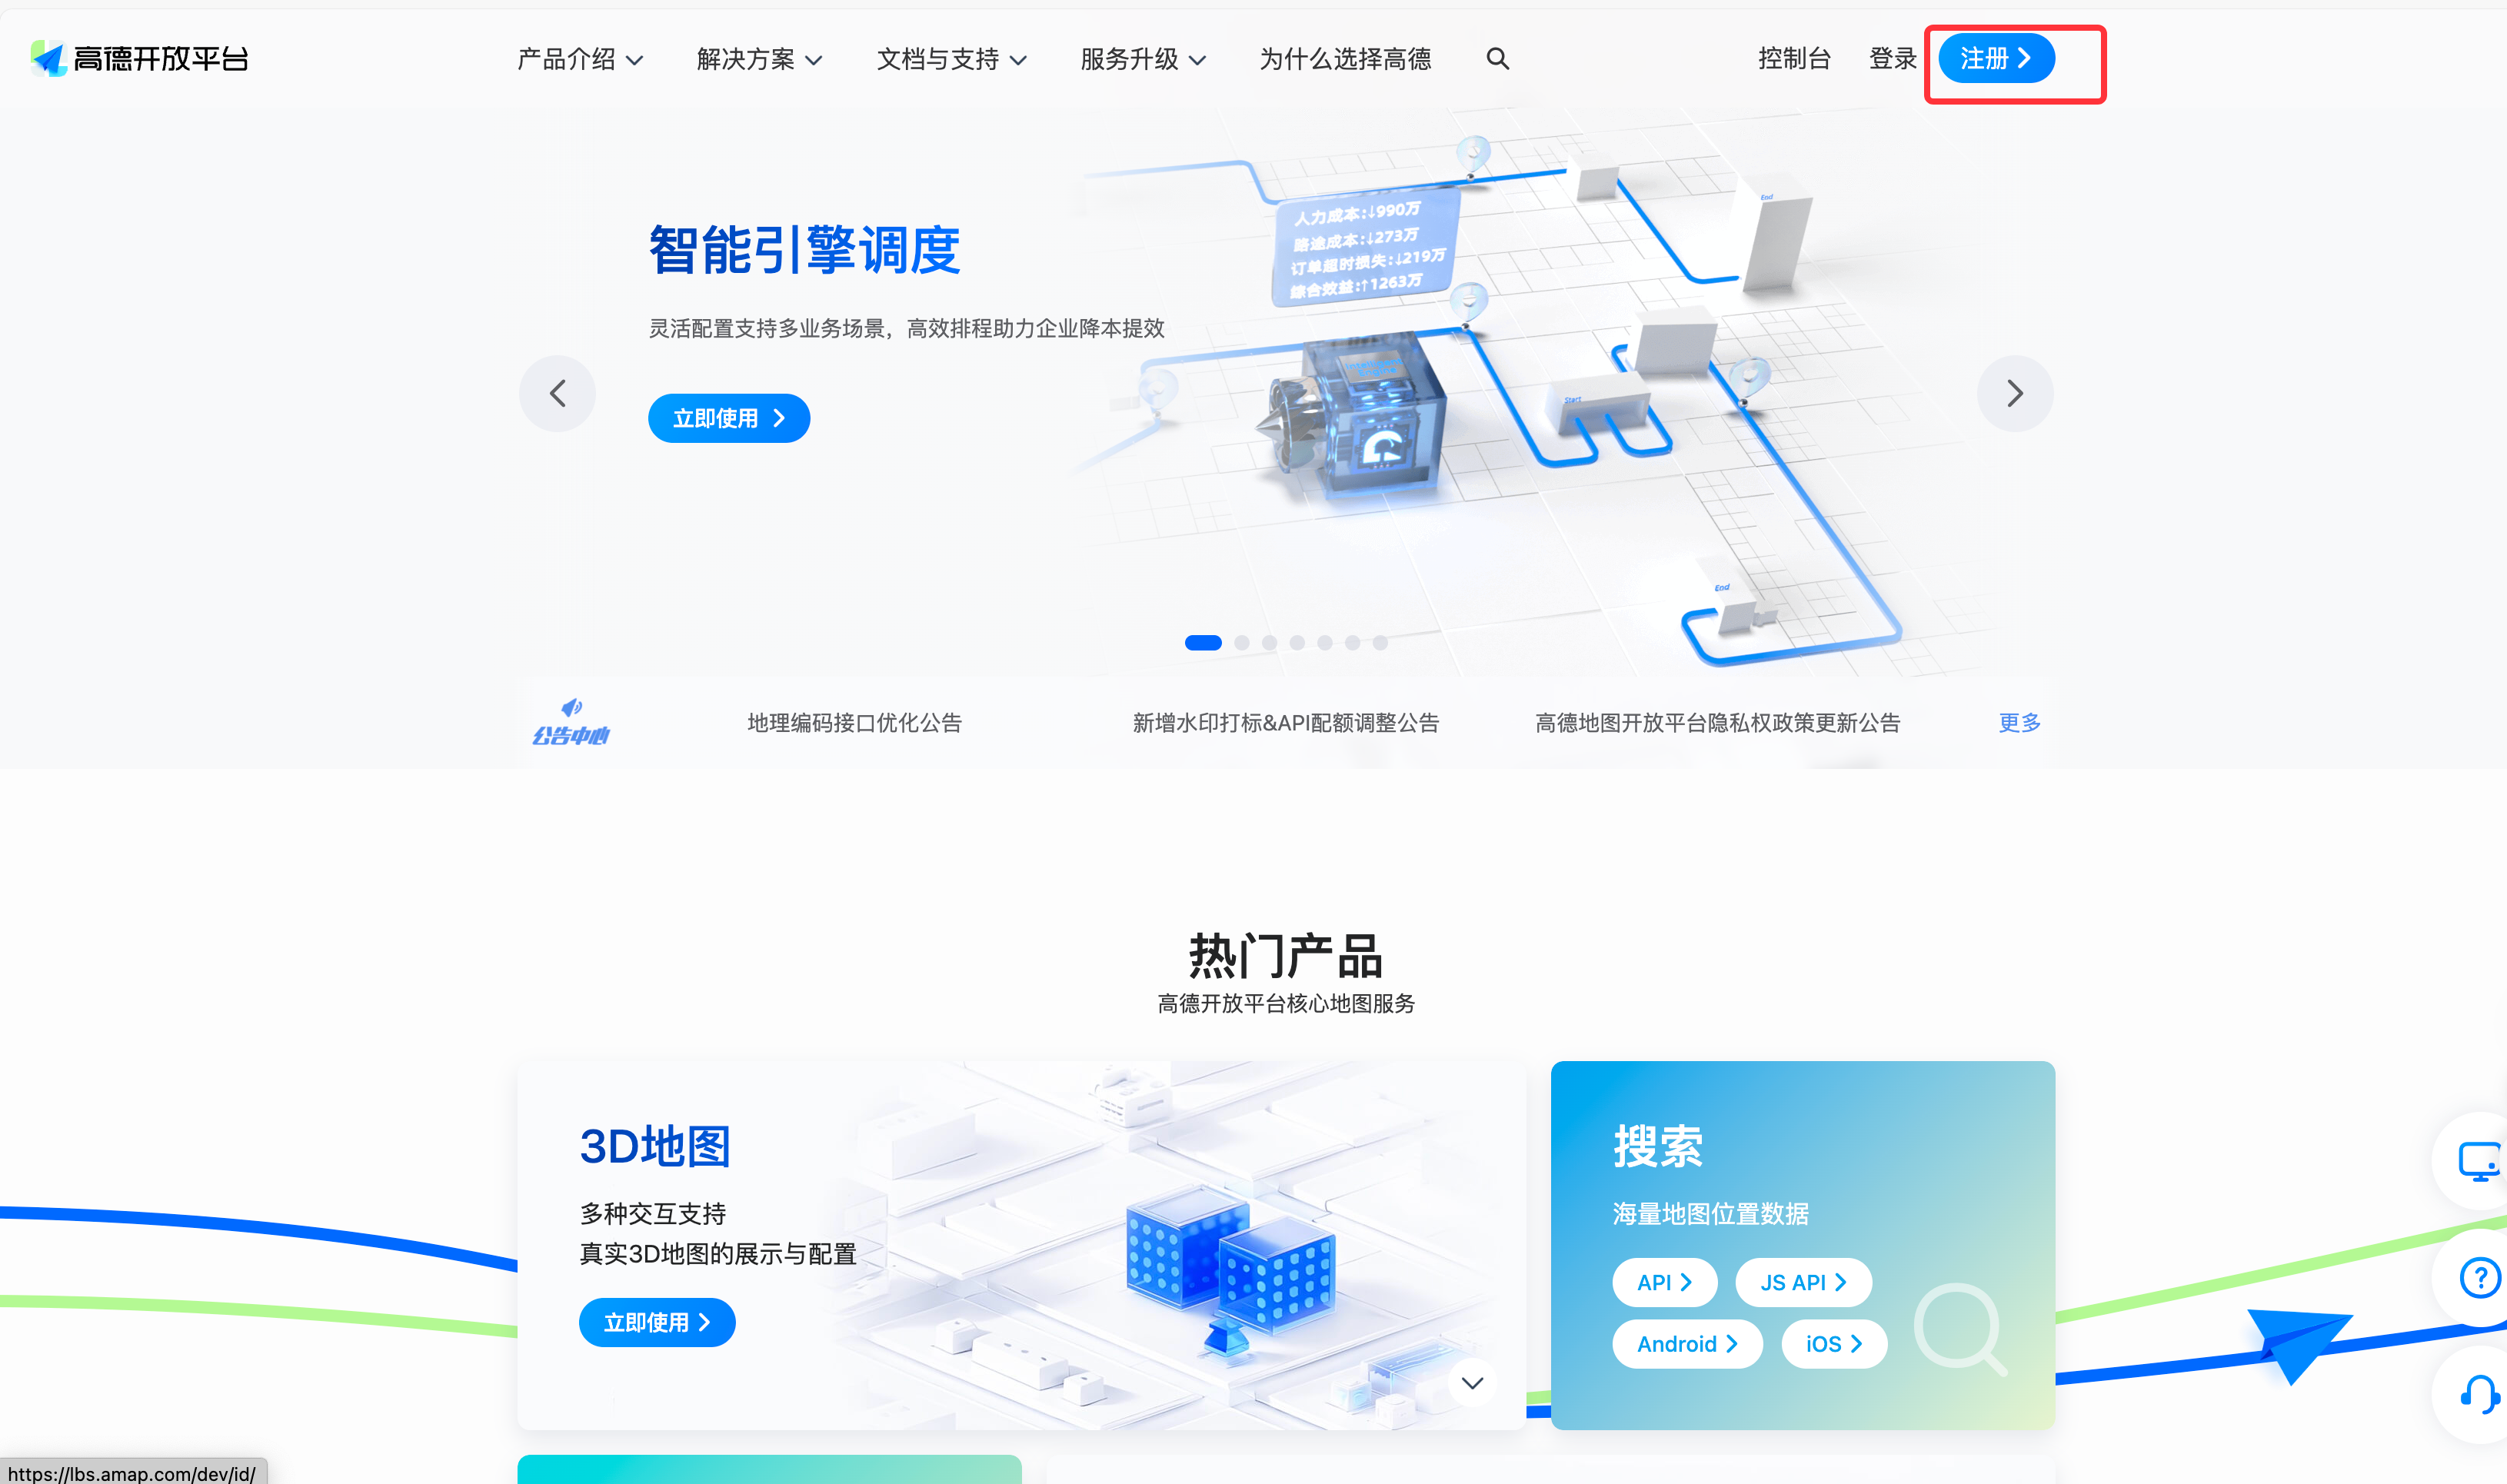 高德开放平台
产品介绍
解决方案
文档与支持
服务升级
为什么选择高德
控制台
登录
注册
智能引擎调度
灵活配置支持多业务场景，高效排程助力企业降本提效
立即使用
人力成本:↓990万
路途成本:↓273万
订单超时损失:↓219万
综合效益:↑1263万
Intelligent
Engine
End
Start
End
公告中心
地理编码接口优化公告
新增水印打标&API配额调整公告
高德地图开放平台隐私权政策更新公告
更多
热门产品
高德开放平台核心地图服务
3D地图
多种交互支持
真实3D地图的展示与配置
立即使用
搜索
海量地图位置数据
API
JS API
Android
iOS
https://lbs.amap.com/dev/id/